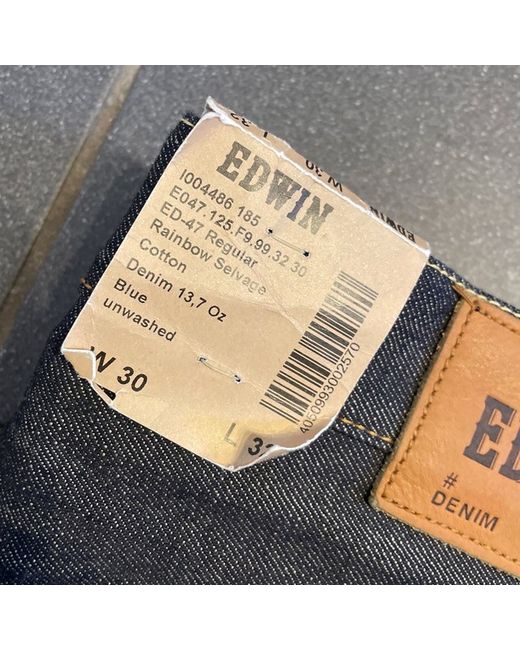 EDWIN
I004486 185
E047.125.F9.99.32.30
ED-47 Regular
Rainbow Selvage
Cotton
Denim 13,7 Oz
Blue
unwashed
W 30
L
4050993002570
W 30
L 32
#
DENIM